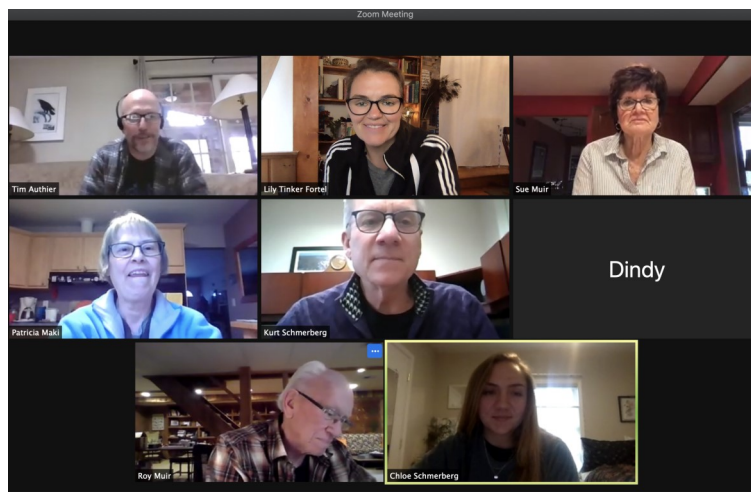 Zoom Meeting
Tim Authier
Lily Tinker Fortel
Sue Muir
Patricia Maki
Kurt Schmerberg
Dindy
Roy Muir
Chloe Schmerberg